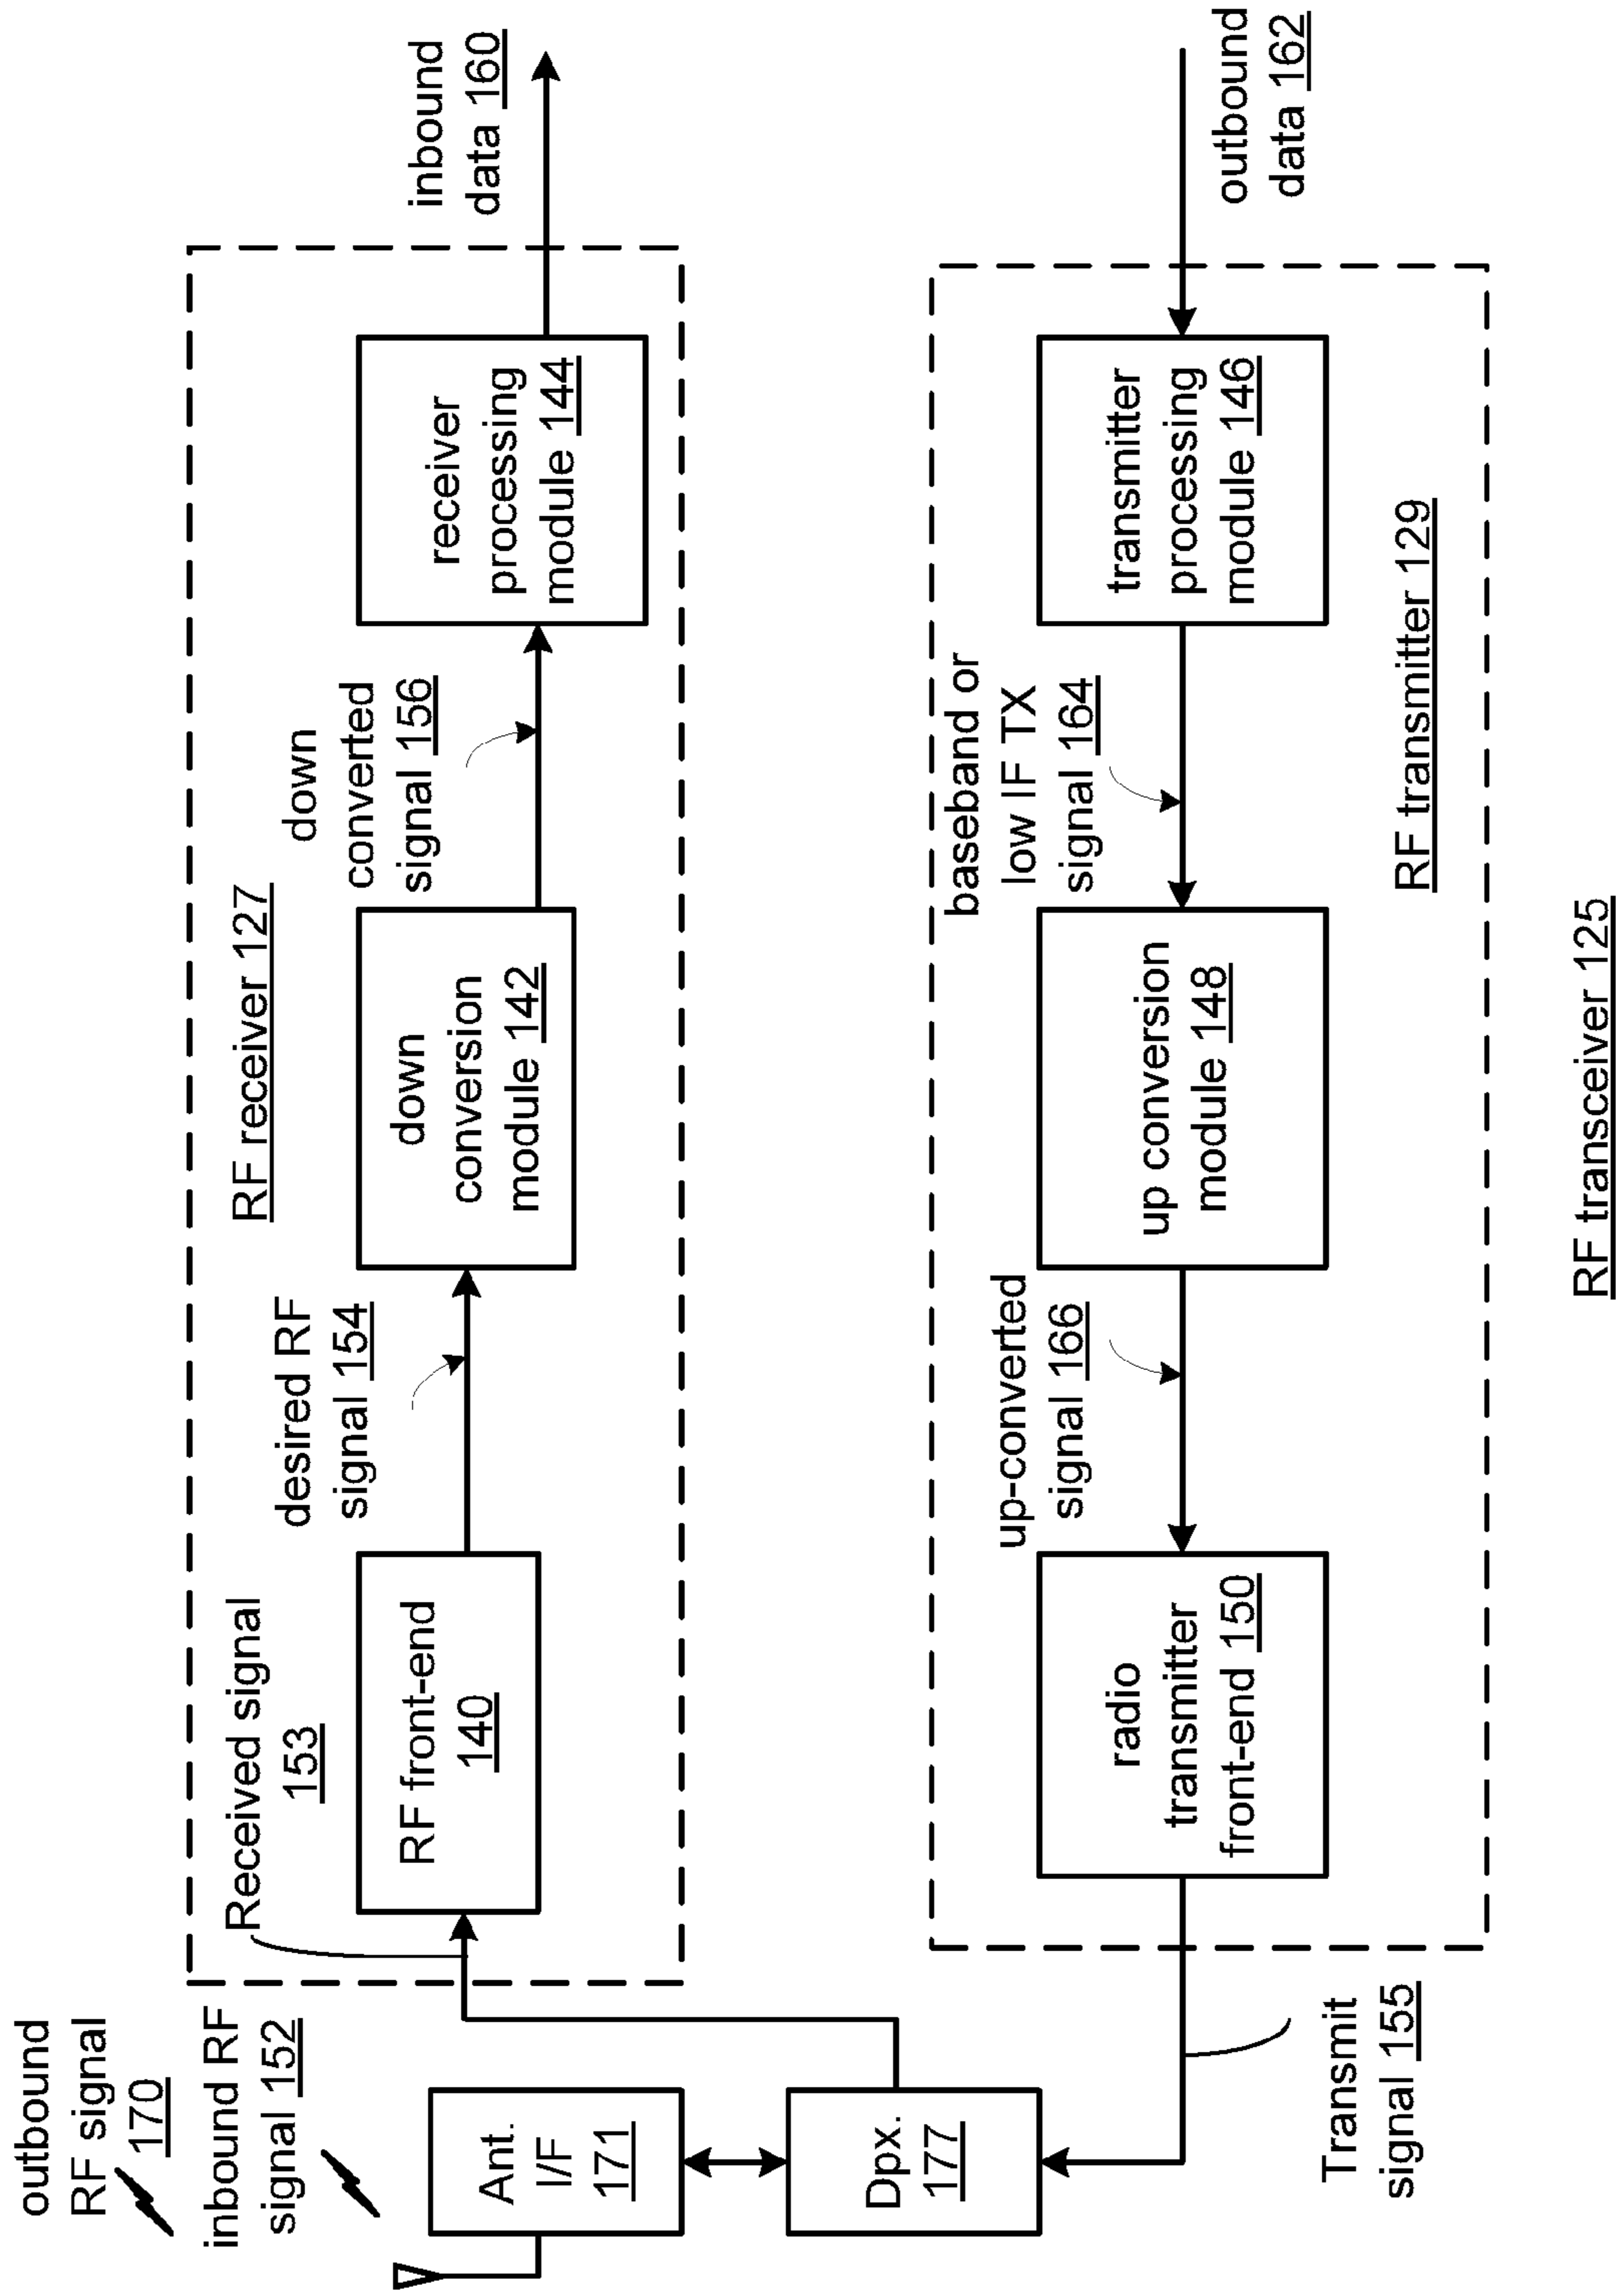 outbound
RF signal
170
inbound RF
signal 152
Received signal
153
RF receiver 127
desired RF
signal 154
down
converted
signal 156
inbound
data 160
RF front-end
140
down
conversion
module 142
receiver
processing
module 144
Ant.
I/F
171
Dpx.
177
up-converted
signal 166
baseband or
low IF TX
signal 164
radio
transmitter
front-end 150
up conversion
module 148
transmitter
processing
module 146
outbound
data 162
Transmit
signal 155
RF transmitter 129
RF transceiver 125